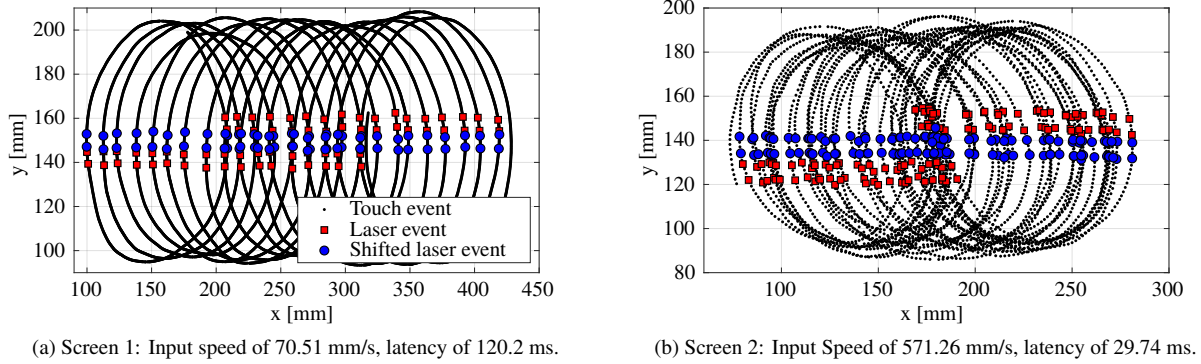 200
180
160
140
120
100
y [mm]
100 150 200 250 300 350 400 450
x [mm]
Touch event
Laser event
Shifted laser event
(a) Screen 1: Input speed of 70.51 mm/s, latency of 120.2 ms.
200
180
160
140
120
100
80
y [mm]
100 150 200 250 300
x [mm]
(b) Screen 2: Input Speed of 571.26 mm/s, latency of 29.74 ms.